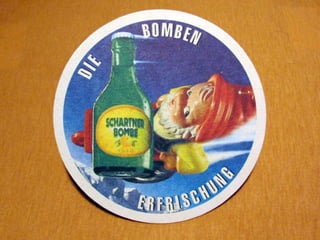 DIE BOMBEN
SCHARTNER
BOMBE
ERFRISCHUNG